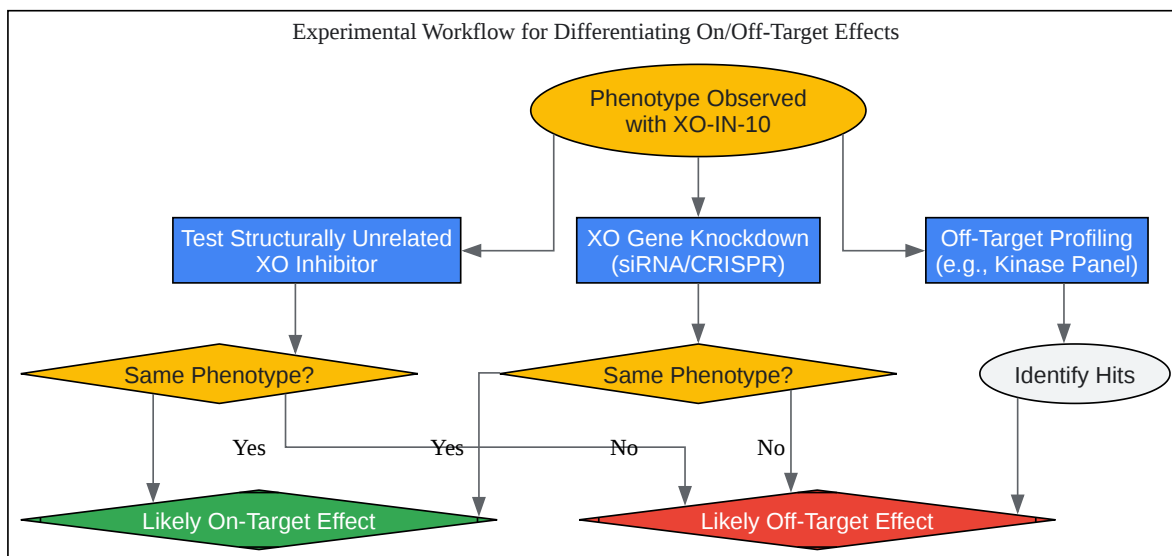 Experimental Workflow for Differentiating On/Off-Target Effects
Phenotype Observed
with XO-IN-10
Test Structurally Unrelated
XO Inhibitor
XO Gene Knockdown
(siRNA/CRISPR)
Off-Target Profiling
(e.g., Kinase Panel)
Same Phenotype?
Same Phenotype?
Identify Hits
Yes
Yes
No
No
Likely On-Target Effect
Likely Off-Target Effect